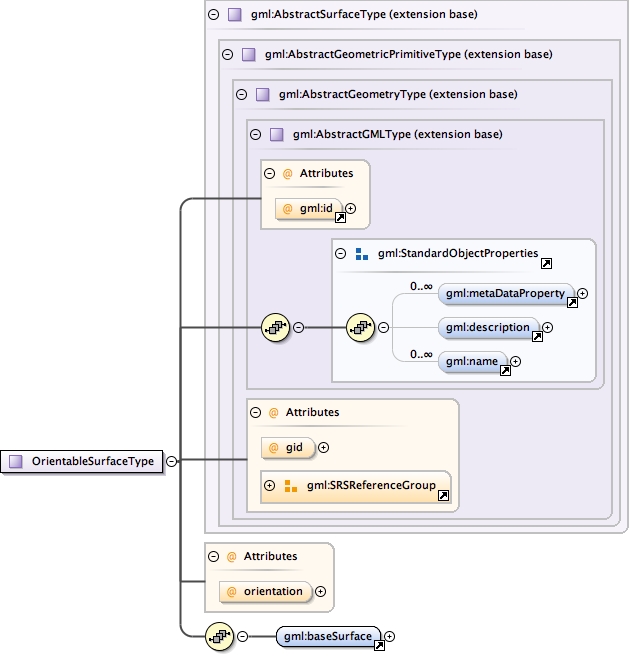 gml:AbstractSurfaceType (extension base)
gml:AbstractGeometricPrimitiveType (extension base)
gml:AbstractGeometryType (extension base)
gml:AbstractGMLType (extension base)
@ Attributes
@ gml:id
gml:StandardObjectProperties
0..∞
gml:metaDataProperty
gml:description
0..∞
gml:name
@ Attributes
@ gid
gml:SRSReferenceGroup
OrientableSurfaceType
@ Attributes
@ orientation
gml:baseSurface